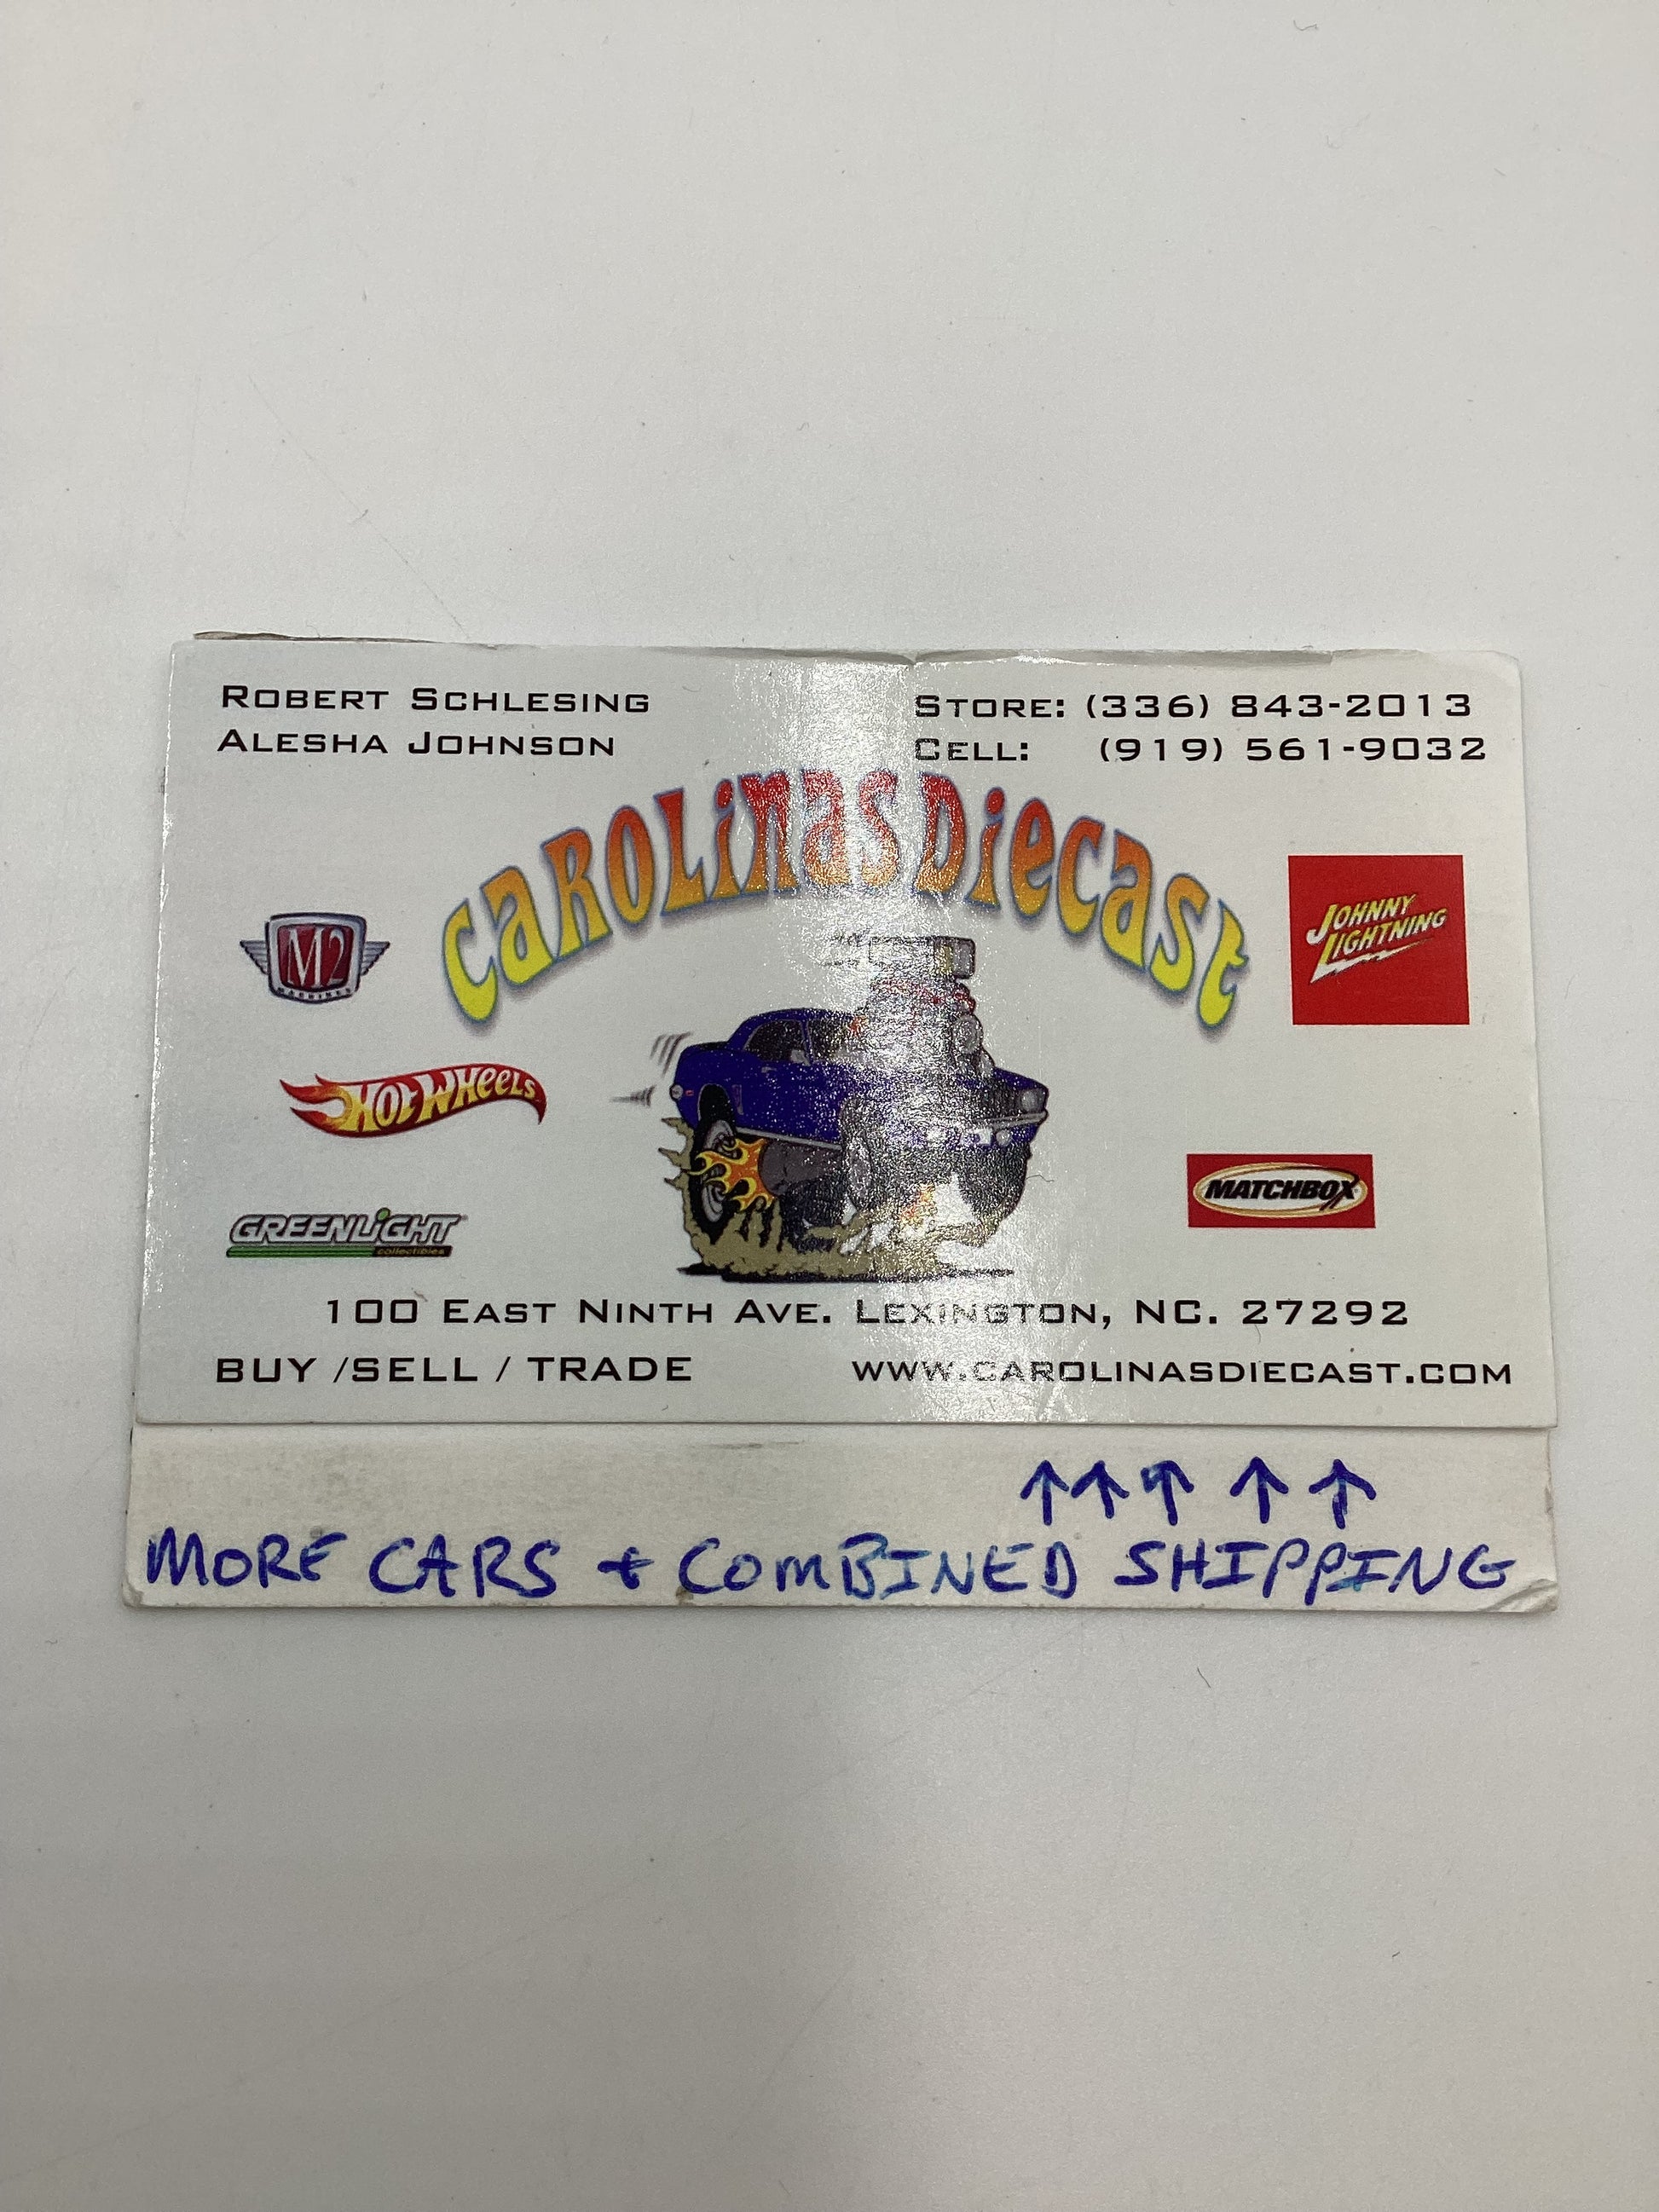 ROBERT SCHLESING
ALESHA JOHNSON
STORE: (336) 843-2013
CELL: (919) 561-9032
CAROLINAS DIECAST
M2
MACHINES
JOHNNY
LIGHTNING
HOT WHEELS
MATCHBOX
GREENLIGHT
collectibles
100 EAST NINTH AVE. LEXINGTON, NC. 27292
BUY /SELL / TRADE
WWW.CAROLINASDIECAST.COM
↑↑↑↑↑
MORE CARS + COMBINED SHIPPING